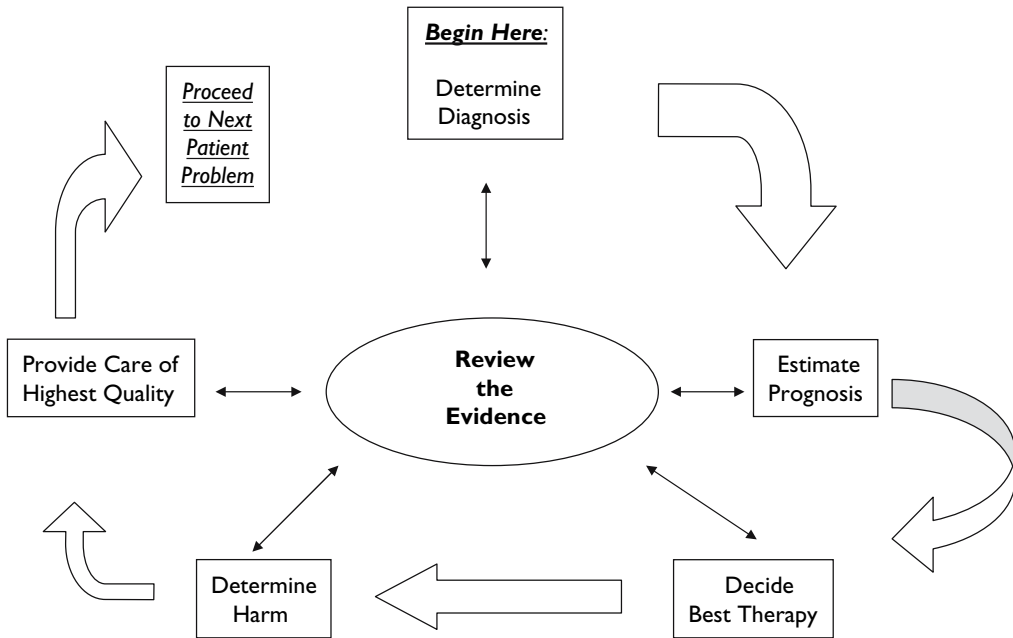 Begin Here:
Determine
Diagnosis
Proceed
to Next
Patient
Problem
Provide Care of
Highest Quality
Review
the
Evidence
Estimate
Prognosis
Determine
Harm
Decide
Best Therapy